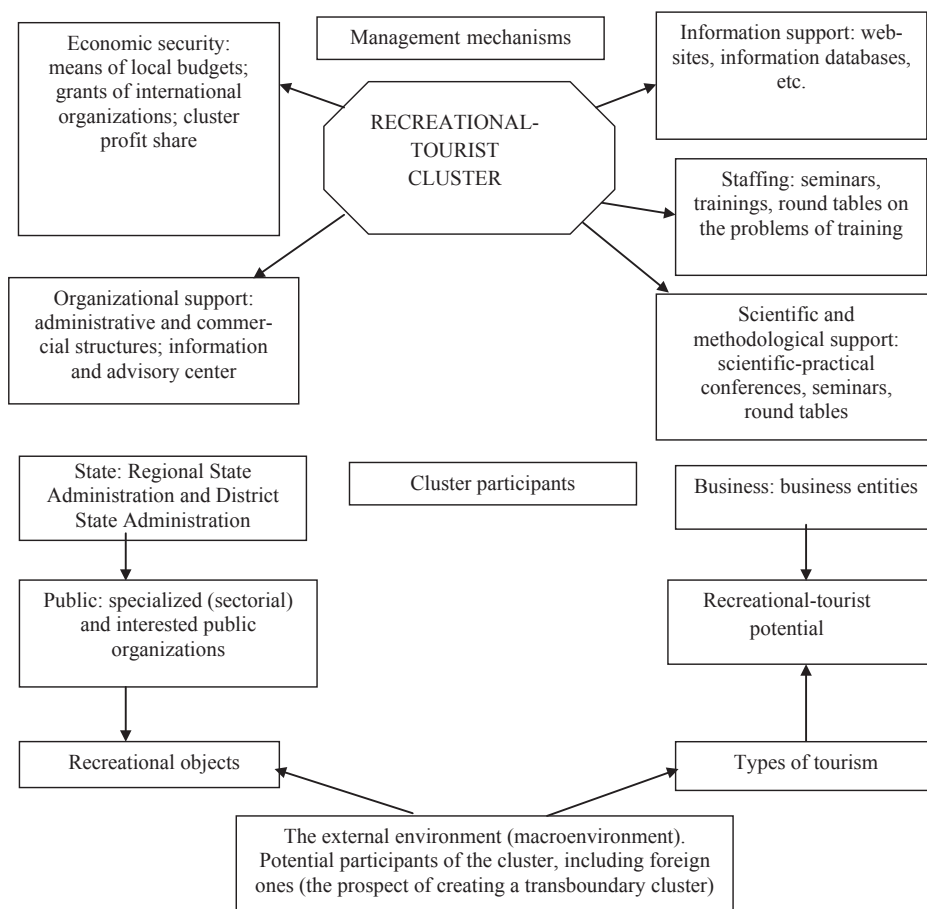 Economic security:
means of local budgets;
grants of international
organizations; cluster
profit share
Management mechanisms
Information support: web-
sites, information databases,
etc.
RECREATIONAL-
TOURIST
CLUSTER
Staffing: seminars,
trainings, round tables on
the problems of training
Organizational support:
administrative and commer-
cial structures; information
and advisory center
Scientific and
methodological support:
scientific-practical
conferences, seminars,
round tables
State: Regional State
Administration and District
State Administration
Cluster participants
Business: business entities
Public: specialized (sectorial)
and interested public
organizations
Recreational-tourist
potential
Recreational objects
Types of tourism
The external environment (macroenvironment).
Potential participants of the cluster, including foreign
ones (the prospect of creating a transboundary cluster)